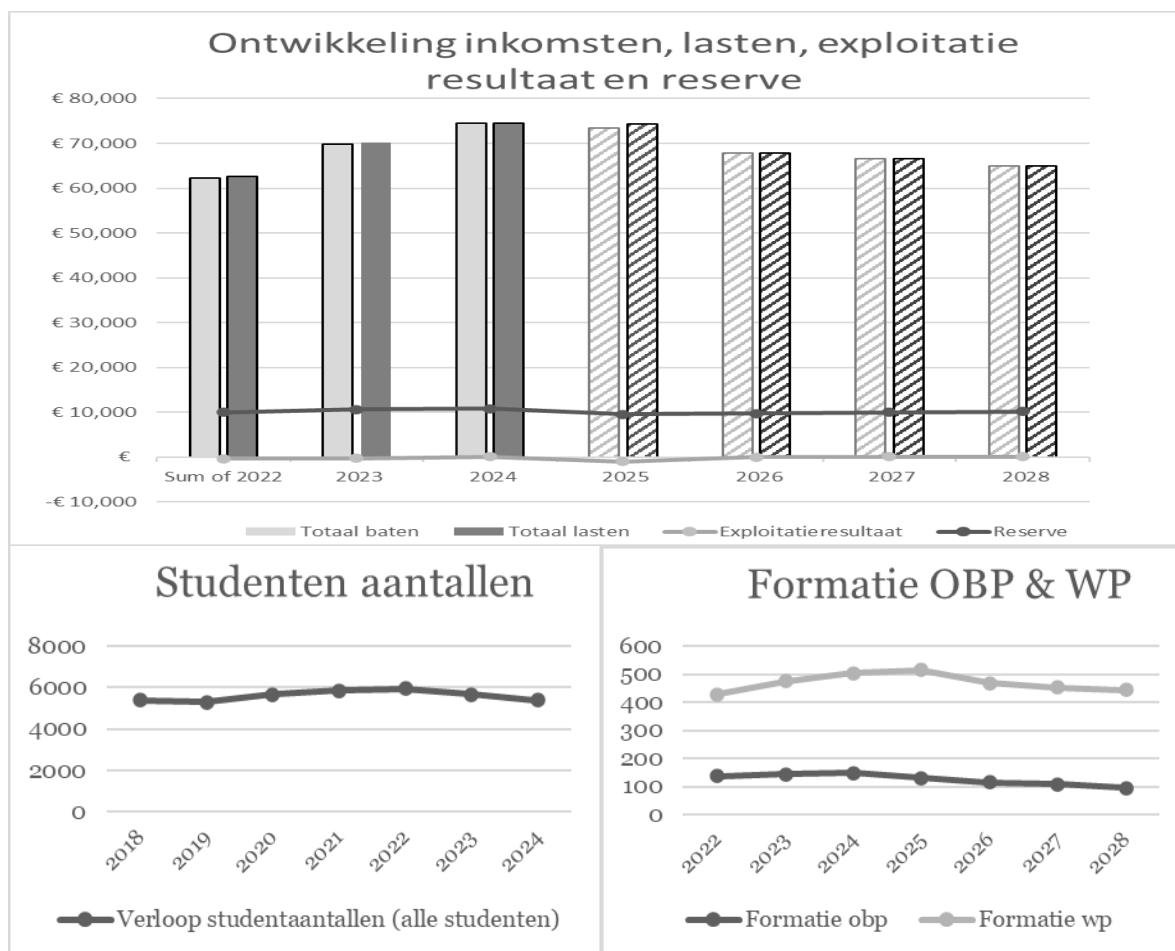 Ontwikkeling inkomsten, lasten, exploitatie
resultaat en reserve
€ 80,000
€ 70,000
€ 60,000
€ 50,000
€ 40,000
€ 30,000
€ 20,000
€ 10,000
€
-€ 10,000
Sum of 2022 2023 2024 2025 2026 2027 2028
Totaal baten Totaal lasten Exploitatieresultaat Reserve
Studenten aantallen
8000
6000
4000
2000
0
2018 2019 2020 2021 2022 2023 2024
Verloop studentaantallen (alle studenten)
Formatie OBP & WP
600
500
400
300
200
100
0
2022 2023 2024 2025 2026 2027 2028
Formatie obp Formatie wp